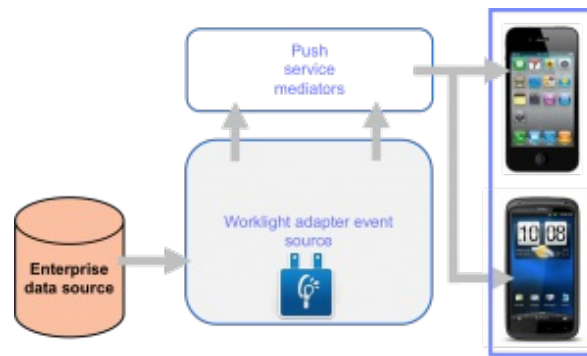 Push
service
mediators
Worklight adapter event
source
Enterprise
data source
10 08